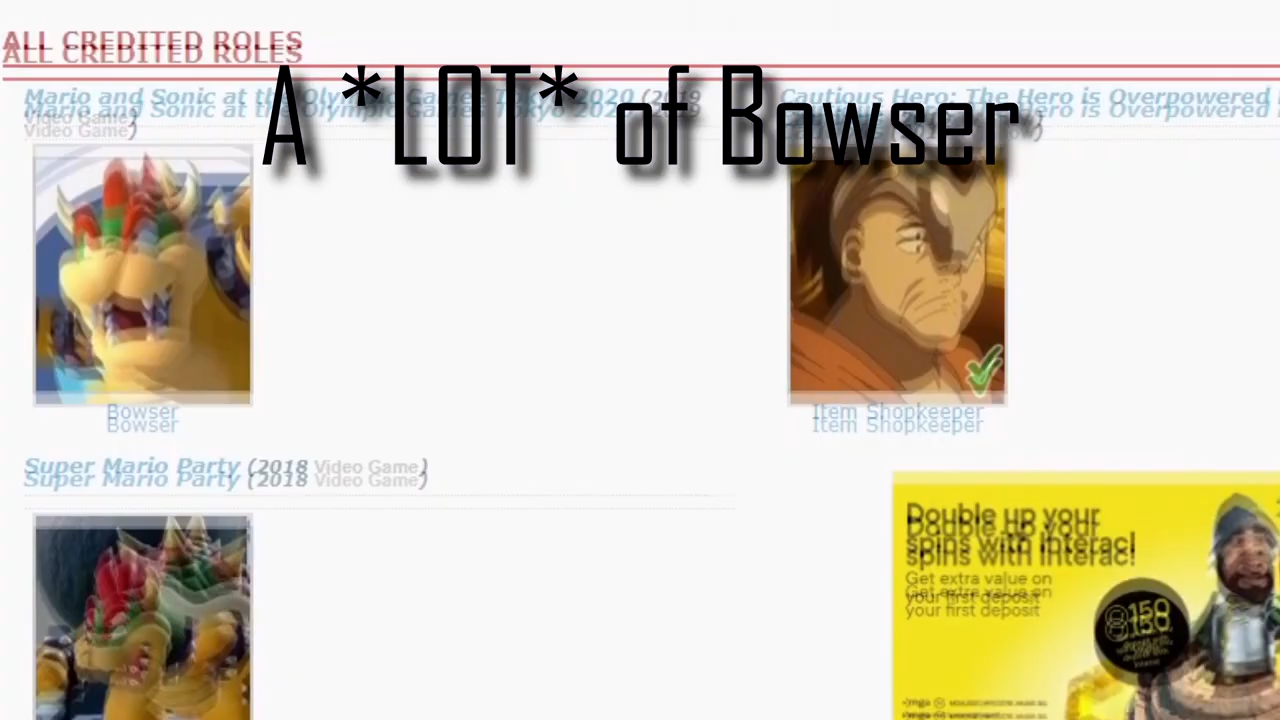 ALL CREDITED ROLES
A *LOT* of Bowser
Mario and Sonic at the Olympic Games Tokyo 2020 (2019
Video Game)
Cautious Hero: The Hero is Overpowered
Bowser
Item Shopkeeper
Super Mario Party (2018 Video Game)
Double up your
spins with Interac!
Get extra value on
your first deposit
150